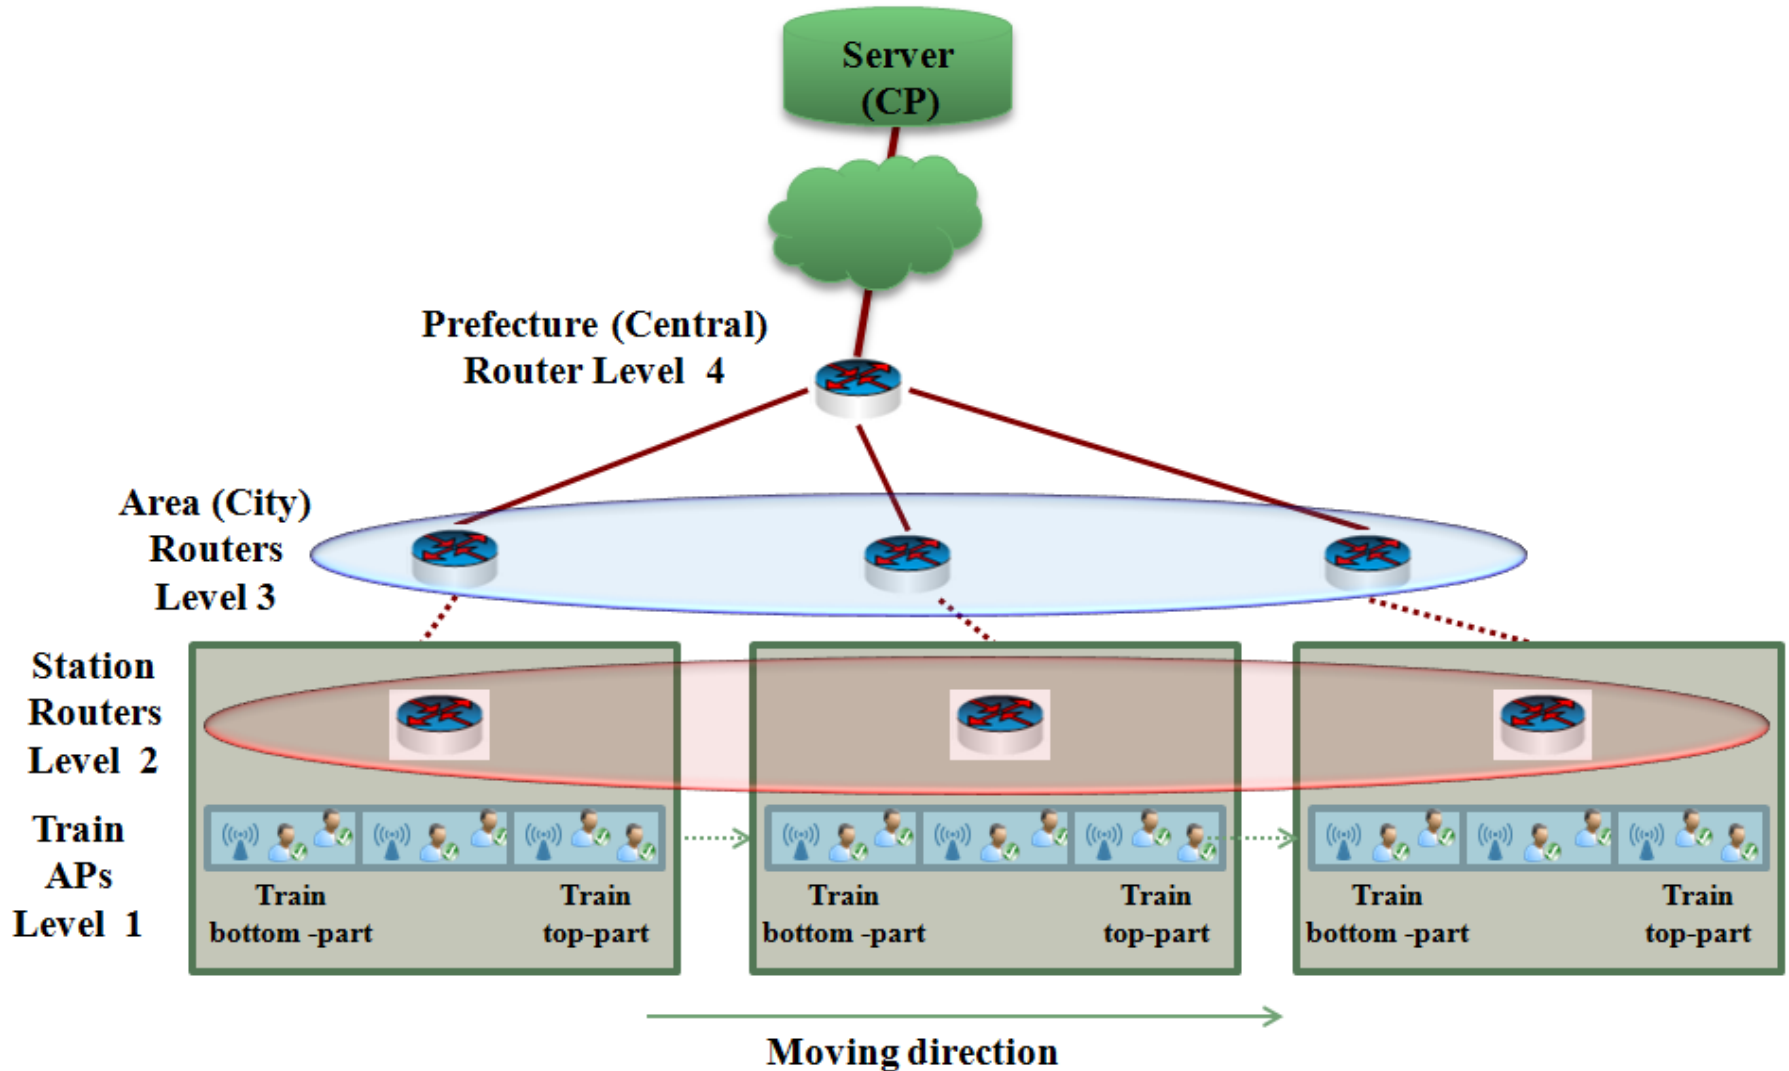 Server
(CP)
Prefecture (Central)
Router Level 4
Area (City)
Routers
Level 3
Station
Routers
Level 2
Train
APs
Level 1
Train
bottom -part
Train
top-part
Train
bottom -part
Train
top-part
Train
bottom -part
Train
top-part
Moving direction